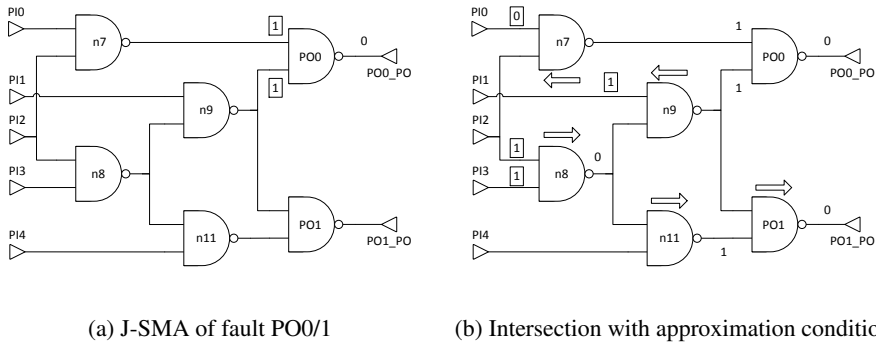 PI0
n7
1
PO0
0
PO0_PO
PI1
1
n9
PI2
PI3
n8
PI4
n11
PO1
PO1_PO
(a) J-SMA of fault PO0/1
PI0
0
n7
1
PO0
0
PO0_PO
PI1
1
n9
1
PI2
1
PI3
1
n8
0
PI4
n11
1
PO1
0
PO1_PO
(b) Intersection with approximation conditio